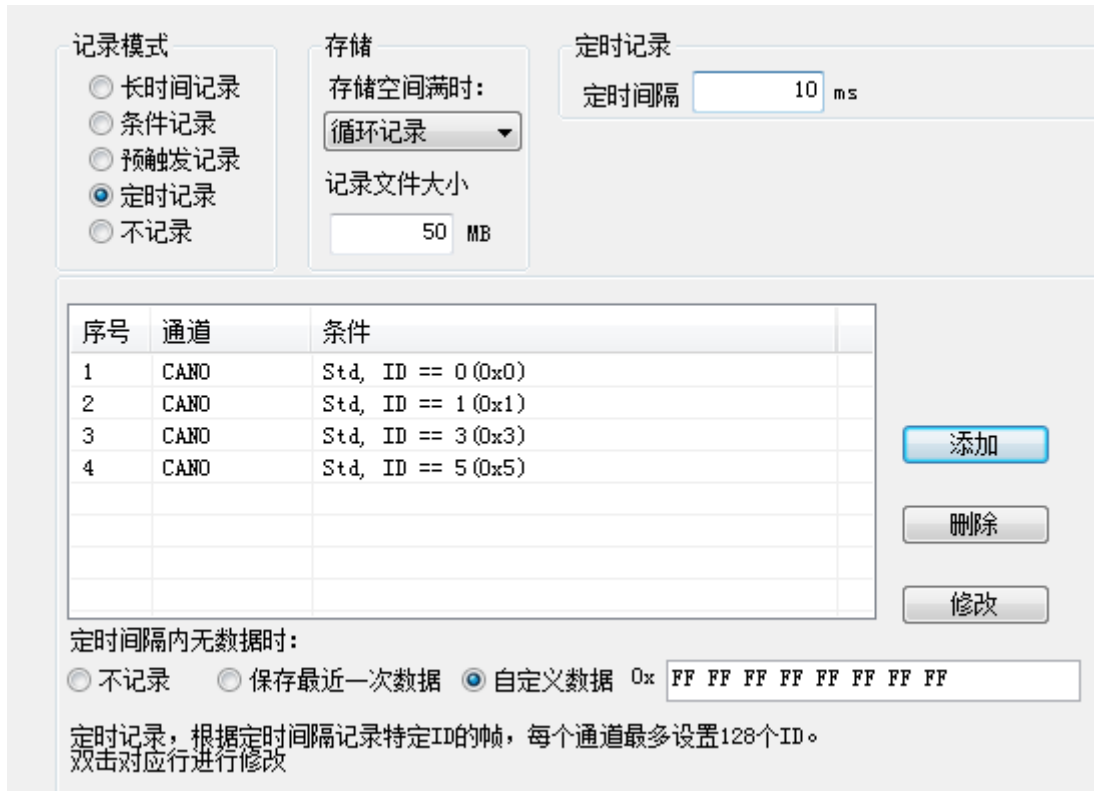 记录模式
长时间记录
条件记录
预触发记录
定时记录
不记录
存储
存储空间满时:
循环记录
记录文件大小
50 MB
定时记录
定时间隔 10 ms
序号 通道 条件
1 CAN0 Std, ID == 0(0x0)
2 CAN0 Std, ID == 1(0x1)
3 CAN0 Std, ID == 3(0x3)
4 CAN0 Std, ID == 5(0x5)
添加
删除
修改
定时间隔内无数据时:
不记录 保存最近一次数据 自定义数据 0x FF FF FF FF FF FF FF FF
定时记录，根据定时间隔记录特定ID的帧，每个通道最多设置128个ID。
双击对应行进行修改